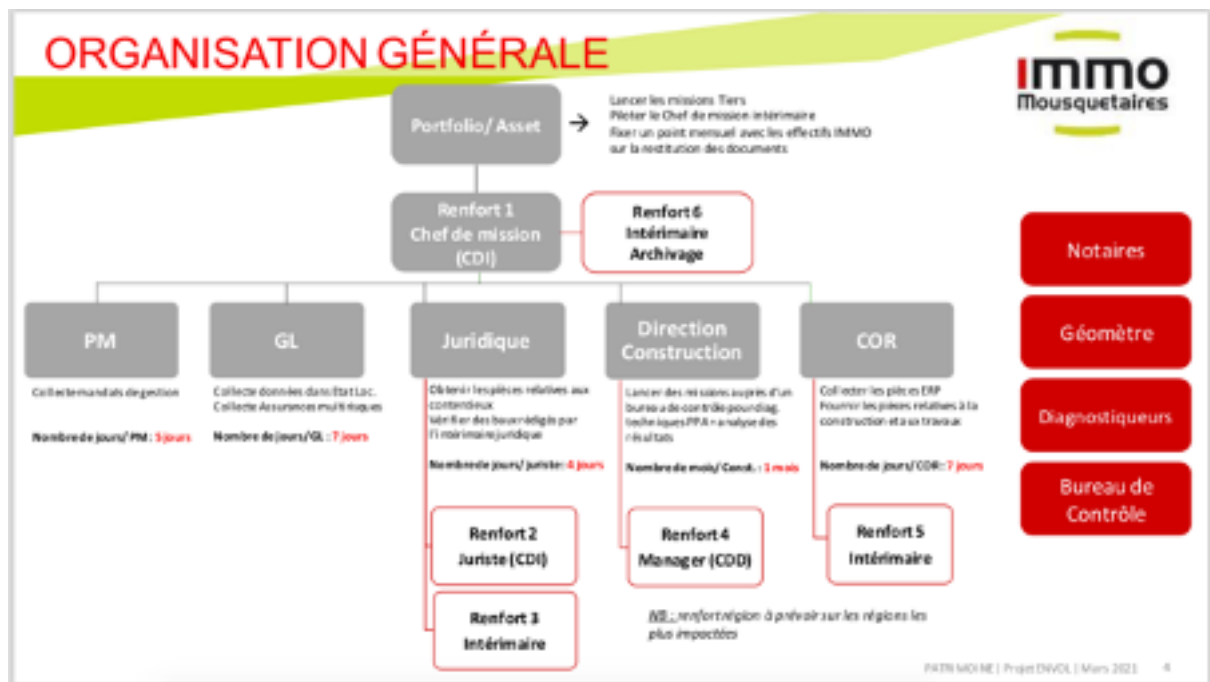 ORGANISATION GÉNÉRALE
Immo
Mousquetaires
Portfolio/ Asset
→
Lancer les missions Tiers
Piloter le Chef de mission intérimaire
Fixer un point mensuel avec les effectifs IMMO
sur la restitution des documents
Renfort 1
Chef de mission
(CDI)
Renfort 6
Intérimaire
Archivage
PM
Collecte mandats de gestion
Nombre de jours/ PM : 5 jours
GL
Collecte données dans Etat Loc.
Collecte Assurances multirisques
Nombre de jours/GL : 7 jours
Juridique
Obtenir les pièces relatives aux
contentieux
Vérifier des baux rédigés par
l'intérimaire juridique
Nombre de jours/ juriste: 4 jours
Renfort 2
Juriste (CDI)
Renfort 3
Intérimaire
Direction
Construction
Lancer des missions auprès d'un
bureau de contrôle pour diag.
techniques PPA + analyse des
résultats
Nombre de mois/ Const. : 1 mois
Renfort 4
Manager (CDD)
COR
Collecter les pièces ERP
Fournir les pièces relatives à la
construction et aux travaux
Nombre de jours/ COR: 7 jours
Renfort 5
Intérimaire
NB : renfort région à prévoir sur les régions les
plus impactées
Notaires
Géomètre
Diagnostiqueurs
Bureau de
Contrôle
PATRIMOINE | Projet ENVOL | Mars 2021 4